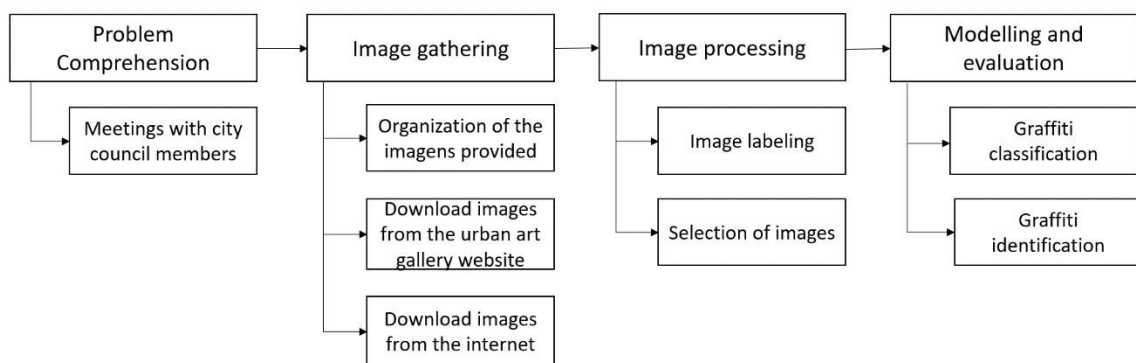 Problem
Comprehension
Meetings with city
council members
Image gathering
Organization of the
imagens provided
Download images
from the urban art
gallery website
Download images
from the internet
Image processing
Image labeling
Selection of images
Modelling and
evaluation
Graffiti
classification
Graffiti
identification